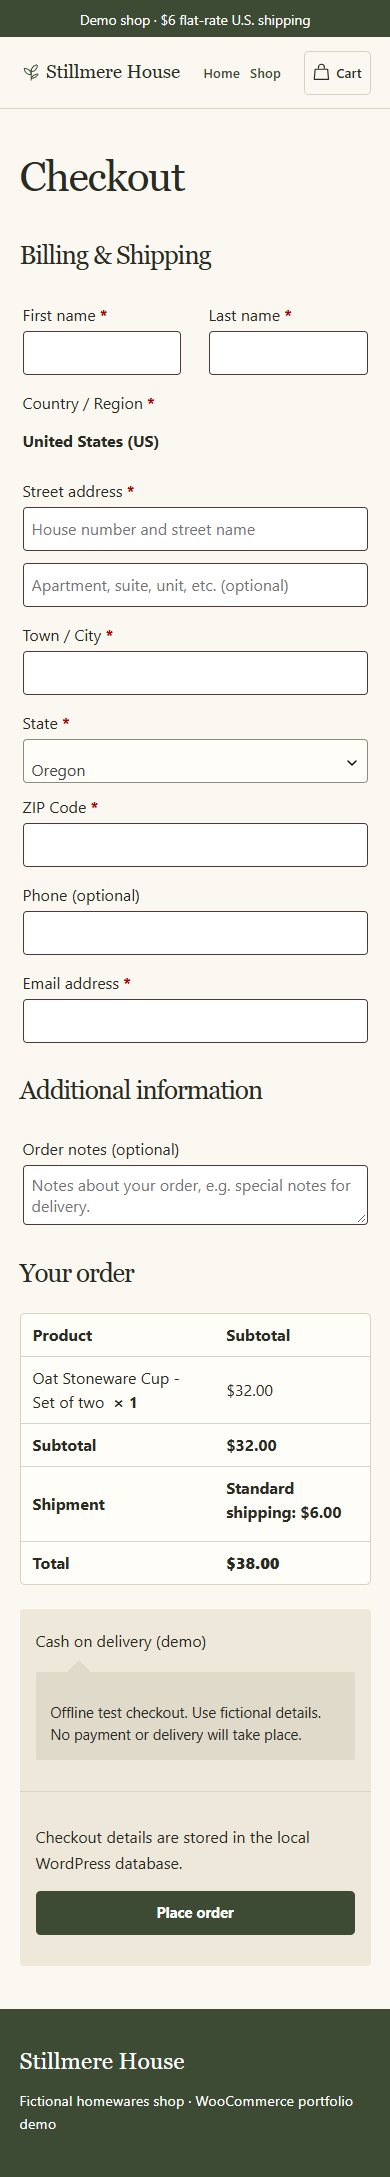 Demo shop · $6 flat-rate U.S. shipping
Stillmere House Home Shop Cart
Checkout
Billing & Shipping
First name * Last name *
Country / Region *
United States (US)
Street address *
House number and street name
Apartment, suite, unit, etc. (optional)
Town / City *
State *
Oregon
ZIP Code *
Phone (optional)
Email address *
Additional information
Order notes (optional)
Notes about your order, e.g. special notes for
delivery.
Your order
Product Subtotal
Oat Stoneware Cup -
Set of two × 1 $32.00
Subtotal $32.00
Shipment Standard
shipping: $6.00
Total $38.00
Cash on delivery (demo)
Offline test checkout. Use fictional details.
No payment or delivery will take place.
Checkout details are stored in the local
WordPress database.
Place order
Stillmere House
Fictional homewares shop · WooCommerce portfolio
demo